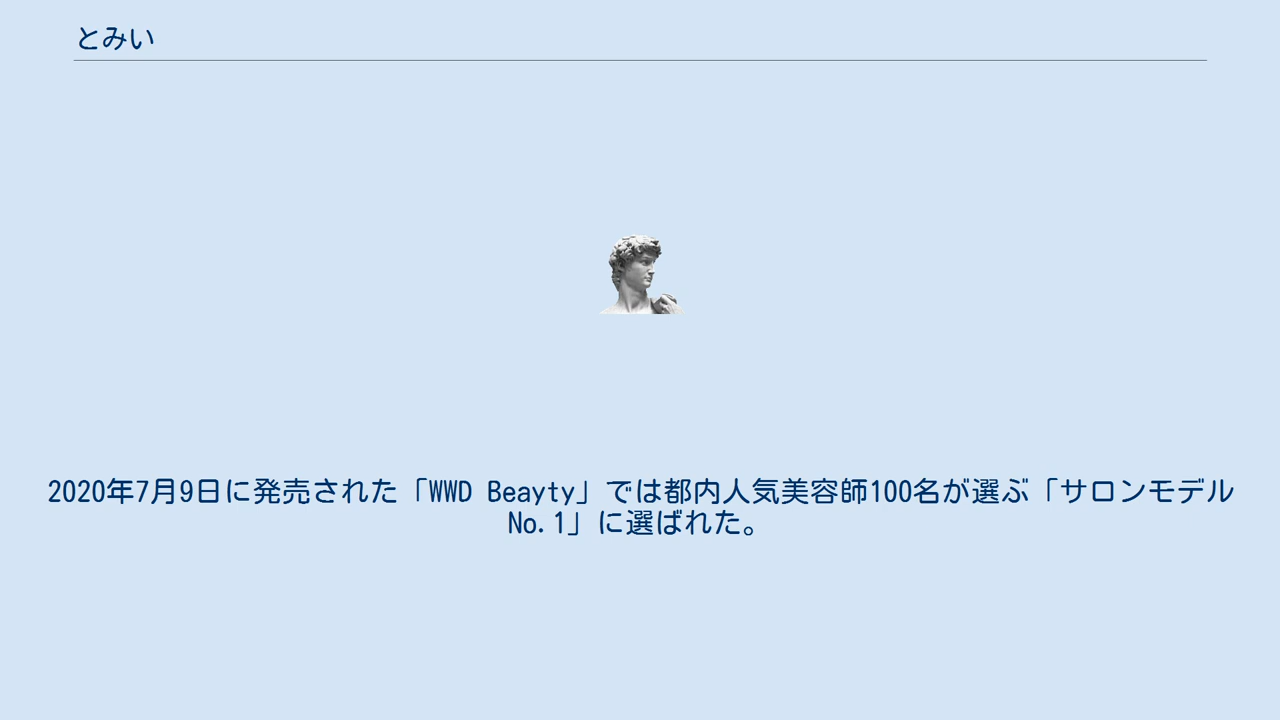 とみい
2020年7月9日に発売された「WWD Beayty」では都内人気美容師100名が選ぶ「サロンモデル
No.1」に選ばれた。